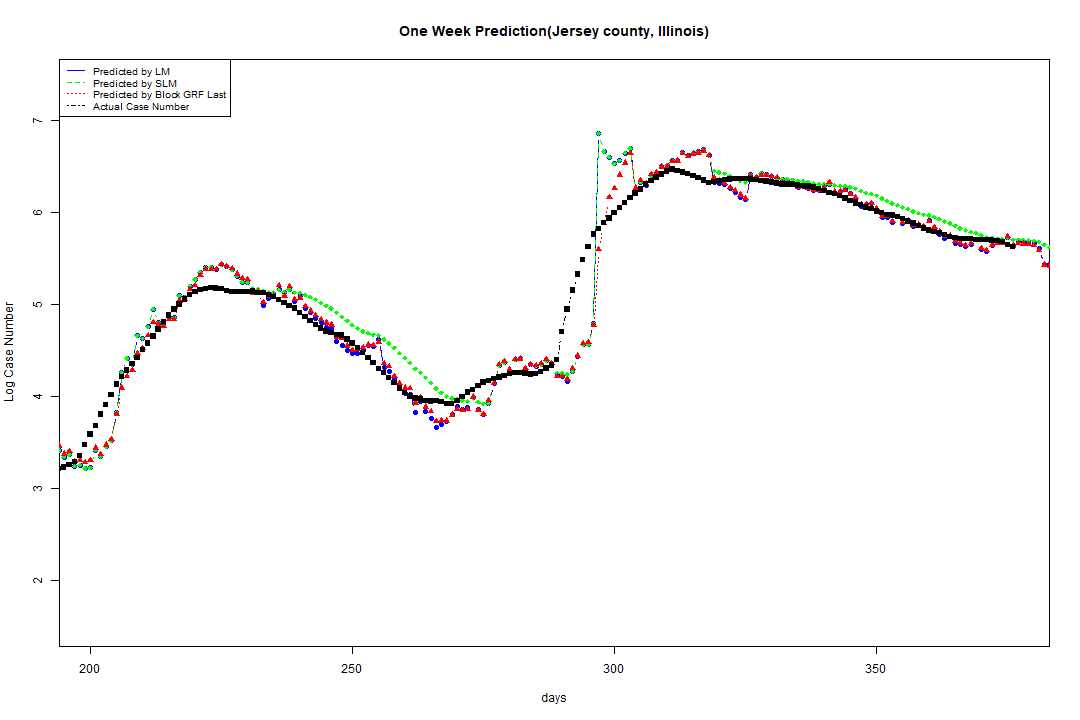 One Week Prediction(Jersey county, Illinois)
Predicted by LM
Predicted by SLM
Predicted by Block GRF Last
Actual Case Number
Log Case Number
7
6
5
4
3
2
200 250 300 350
days